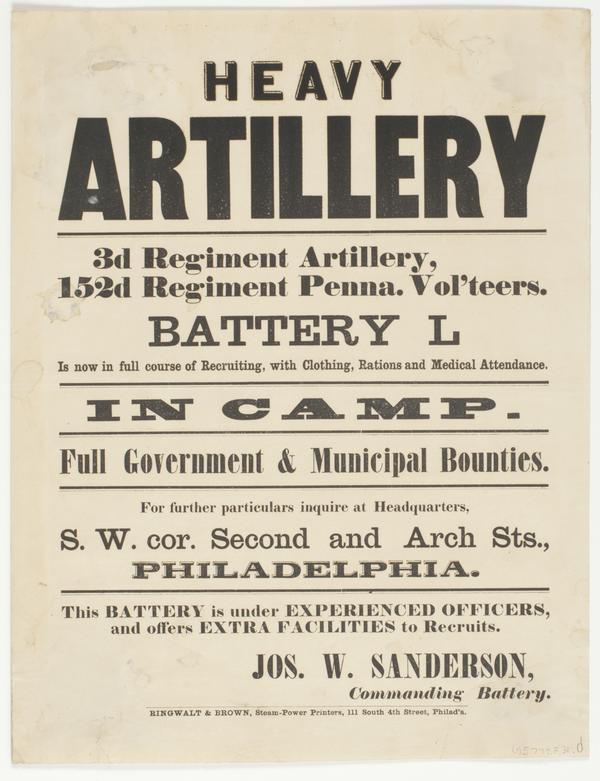 HEAVY
ARTILLERY
3d Regiment Artillery,
152d Regiment Penna. Vol'teers.
BATTERY L
Is now in full course of Recruiting, with Clothing, Rations and Medical Attendance.
IN CAMP.
Full Government & Municipal Bounties.
For further particulars inquire at Headquarters,
S. W. cor. Second and Arch Sts.,
PHILADELPHIA.
This BATTERY is under EXPERIENCED OFFICERS,
and offers EXTRA FACILITIES to Recruits.
JOS. W. SANDERSON,
Commanding Battery.
RINGWALT & BROWN, Steam-Power Printers, 111 South 4th Street, Philad'a.